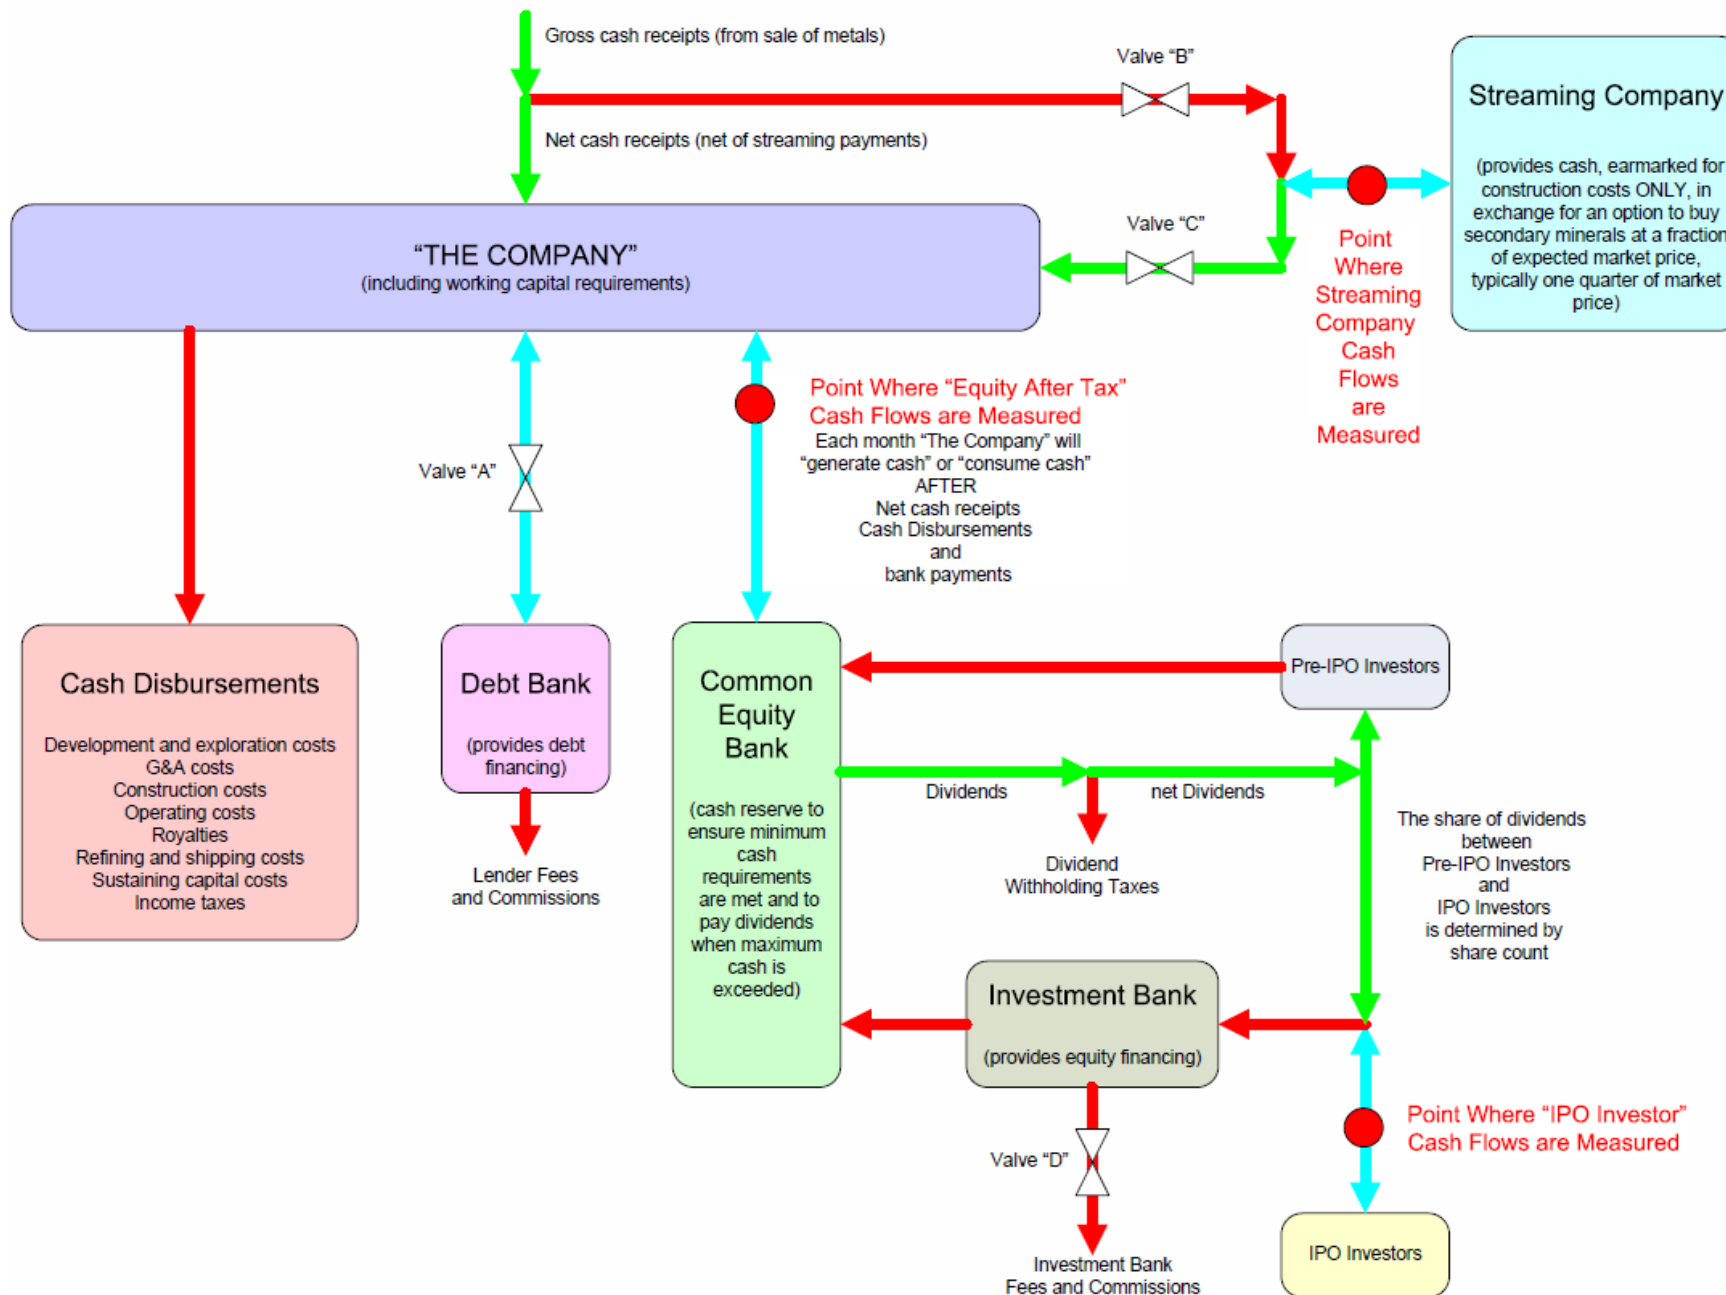 Gross cash receipts (from sale of metals)
Valve “B”
Net cash receipts (net of streaming payments)
Streaming Company
(provides cash, earmarked for
construction costs ONLY, in
exchange for an option to buy
secondary minerals at a fraction
of expected market price,
typically one quarter of market
price)
“THE COMPANY”
(including working capital requirements)
Valve “C”
Point
Where
Streaming
Company
Cash
Flows
are
Measured
Valve “A”
Point Where “Equity After Tax”
Cash Flows are Measured
Each month “The Company” will
“generate cash” or “consume cash”
AFTER
Net cash receipts
Cash Disbursements
and
bank payments
Cash Disbursements
Development and exploration costs
G&A costs
Construction costs
Operating costs
Royalties
Refining and shipping costs
Sustaining capital costs
Income taxes
Debt Bank
(provides debt
financing)
Lender Fees
and Commissions
Common
Equity
Bank
(cash reserve to
ensure minimum
cash
requirements
are met and to
pay dividends
when maximum
cash is
exceeded)
Pre-IPO Investors
Dividends
net Dividends
Dividend
Withholding Taxes
The share of dividends
between
Pre-IPO Investors
and
IPO Investors
is determined by
share count
Investment Bank
(provides equity financing)
Valve “D”
Investment Bank
Fees and Commissions
Point Where “IPO Investor”
Cash Flows are Measured
IPO Investors